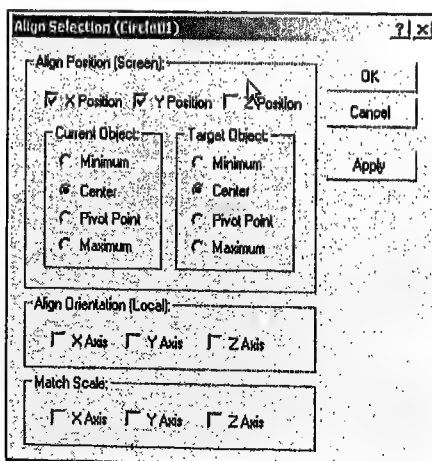 Align Selection (Circle01) ? X
Align Position (Screen):
X Position Y Position Z Position
Current Object:
Minimum
Center
Pivot Point
Maximum
Target Object:
Minimum
Center
Pivot Point
Maximum
OK
Cancel
Apply
Align Orientation (Local):
X Axis Y Axis Z Axis
Match Scale:
X Axis Y Axis Z Axis